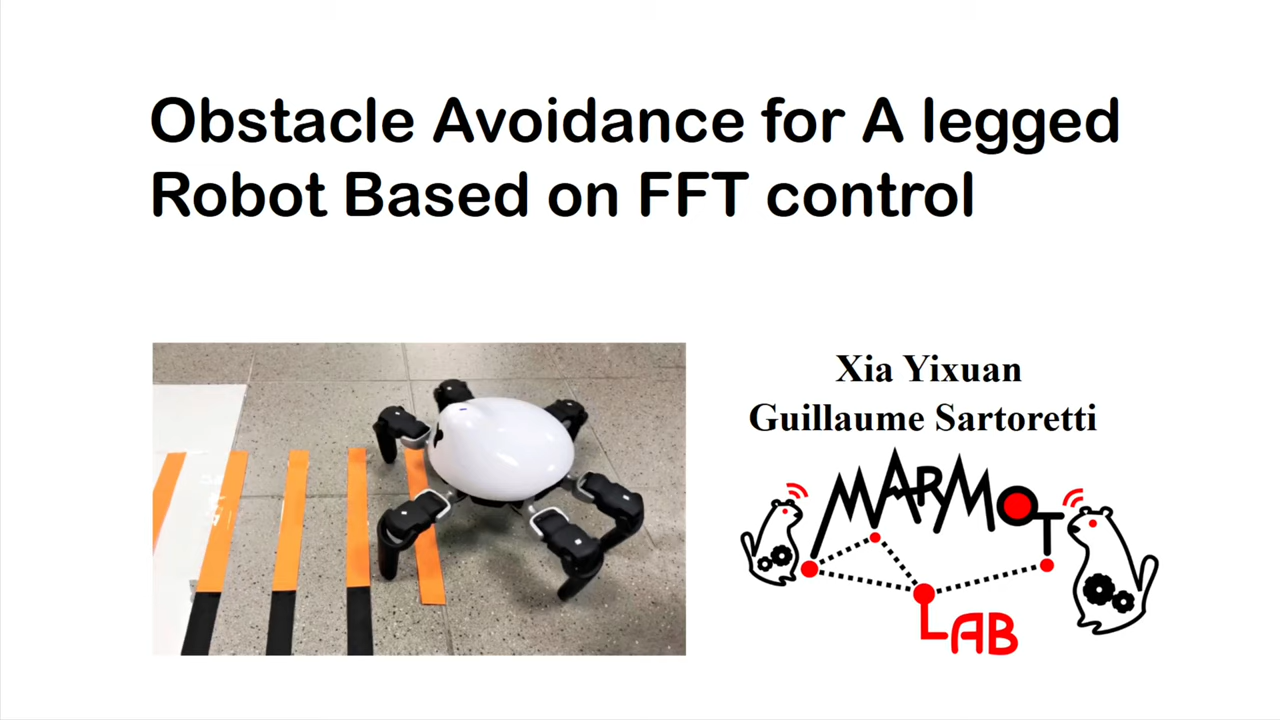 Obstacle Avoidance for A legged
Robot Based on FFT control
Xia Yixuan
Guillaume Sartoretti
MARMOT
LAB